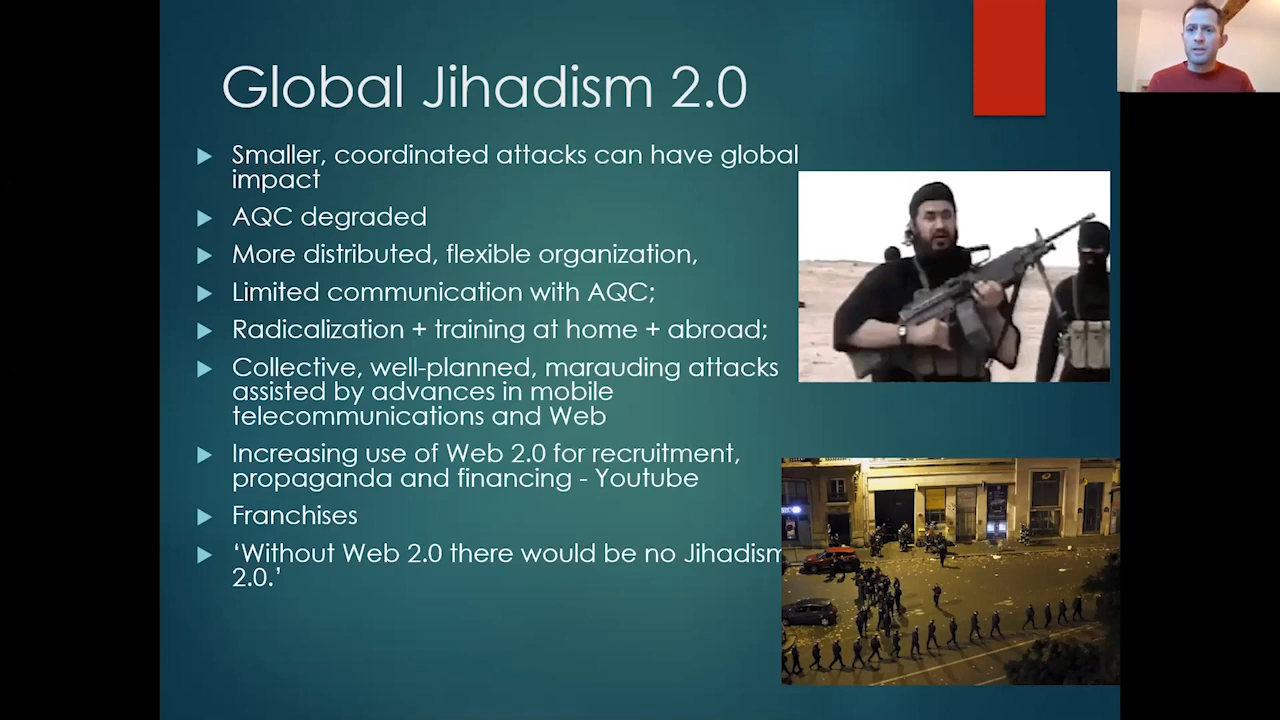 Global Jihadism 2.0
Smaller, coordinated attacks can have global
impact
AQC degraded
More distributed, flexible organization,
Limited communication with AQC;
Radicalization + training at home + abroad;
Collective, well-planned, marauding attacks
assisted by advances in mobile
telecommunications and Web
Increasing use of Web 2.0 for recruitment,
propaganda and financing - Youtube
Franchises
‘Without Web 2.0 there would be no Jihadism
2.0.’